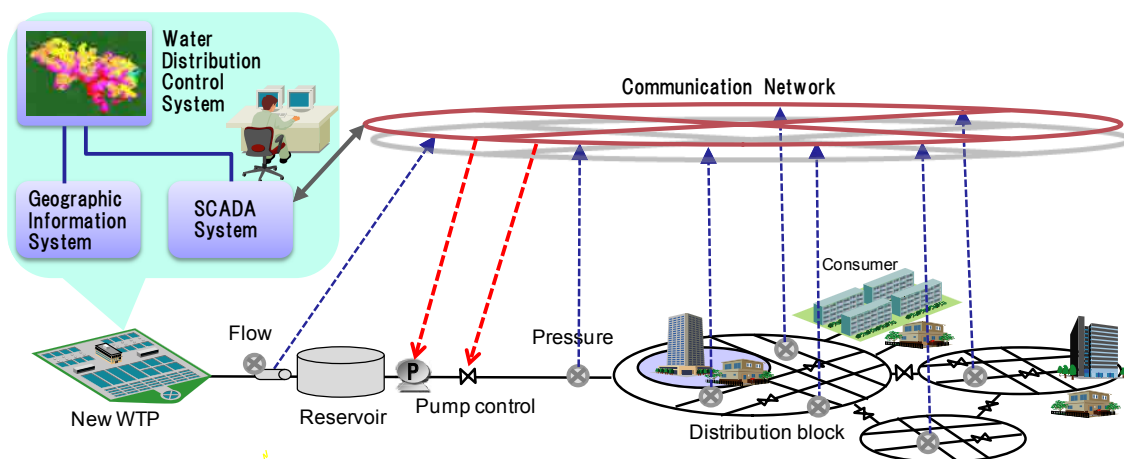 Water
Distribution
Control
System
Communication Network
Geographic
Information
System
SCADA
System
Consumer
Flow
Pressure
P
New WTP
Reservoir
Pump control
Distribution block